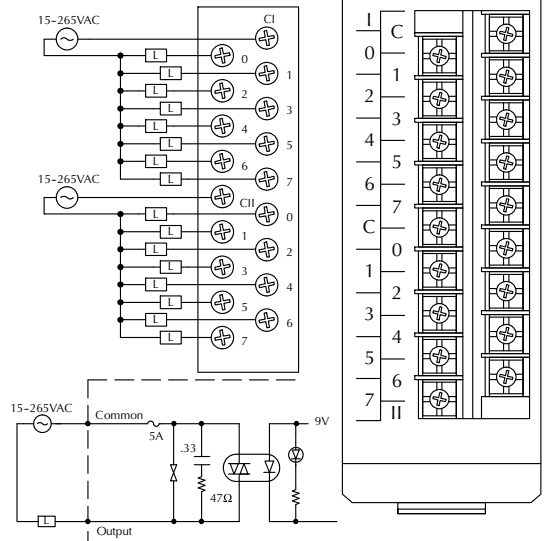 15-265VAC
CI
L
0
L
1
L
2
L
3
L
4
L
5
L
6
L
7
15-265VAC
CII
L
0
L
1
L
2
L
3
L
4
L
5
L
6
L
7
15-265VAC
Common
5A
.33
47Ω
9V
L
Output
I
C
0
1
2
3
4
5
6
7
C
0
1
2
3
4
5
6
7
II